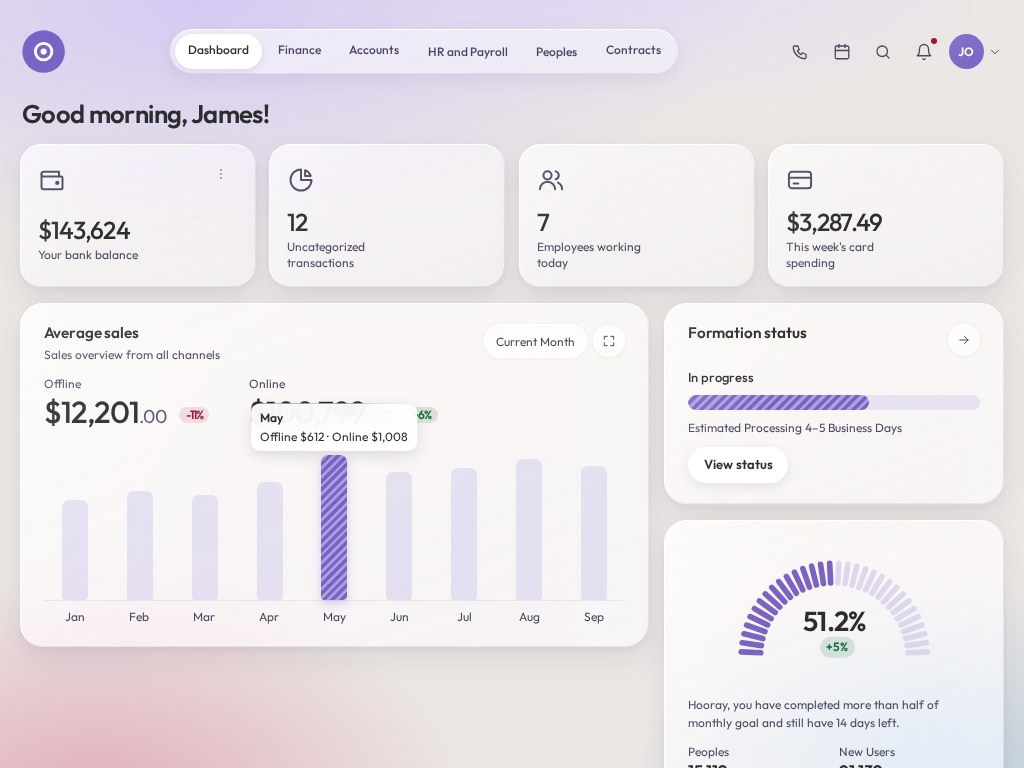 Dashboard
Finance
Accounts
HR and Payroll
Peoples
Contracts
JO
Good morning, James!
$143,624
Your bank balance
12
Uncategorized
transactions
7
Employees working
today
$3,287.49
This week's card
spending
Average sales
Sales overview from all channels
Current Month
Offline
$12,201.00
-11%
Online
May
Offline $612 · Online $1,008
Jan
Feb
Mar
Apr
May
Jun
Jul
Aug
Sep
Formation status
In progress
Estimated Processing 4–5 Business Days
View status
51.2%
+5%
Hooray, you have completed more than half of
monthly goal and still have 14 days left.
Peoples
New Users